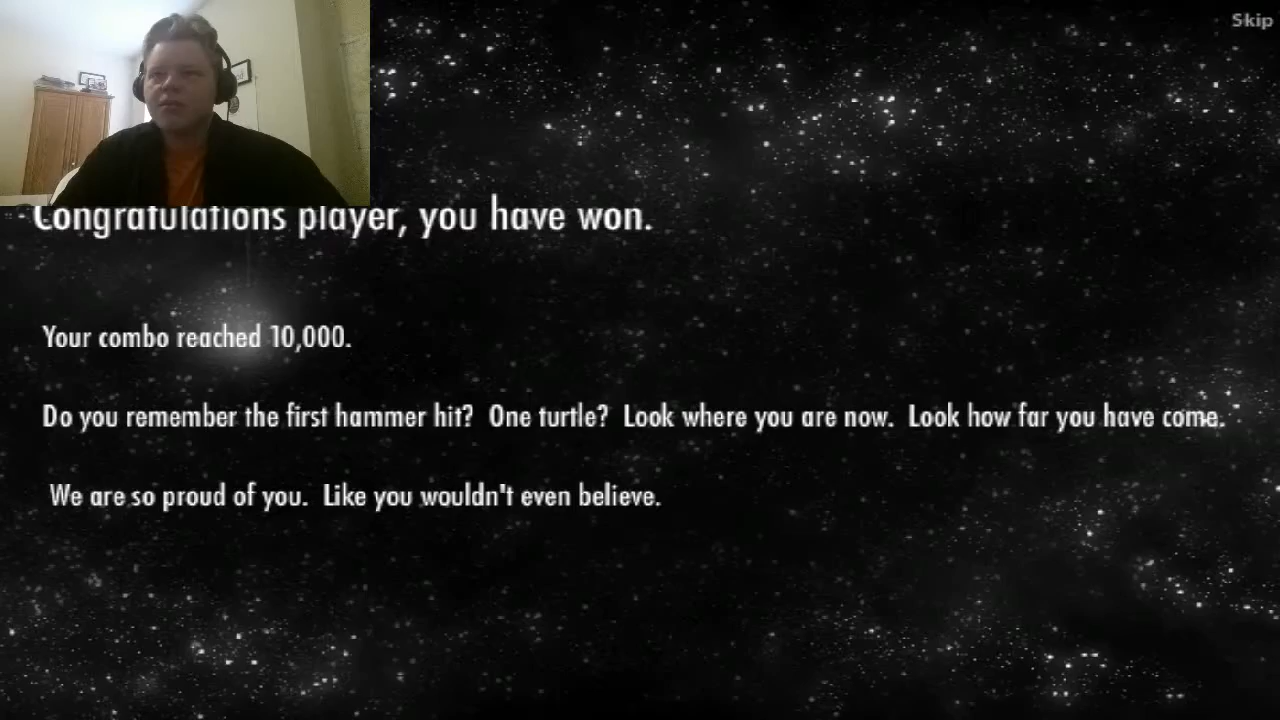 Skip
Congratulations player, you have won.
Your combo reached 10,000.
Do you remember the first hammer hit?  One turtle?  Look where you are now.  Look how far you have come.
We are so proud of you.  Like you wouldn't even believe.